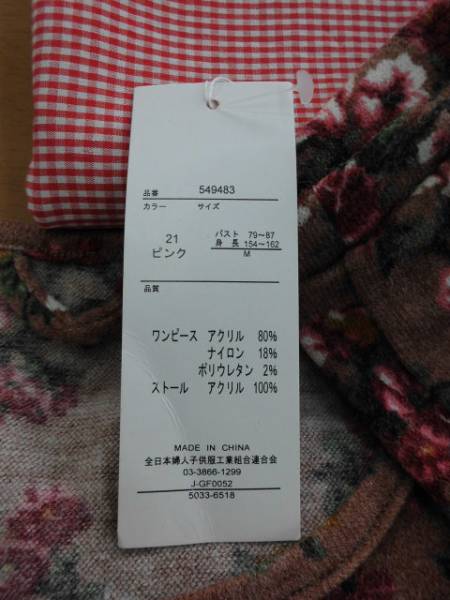 品番 549483
カラー サイズ
21 バスト 79〜87
ピンク 身長 154〜162
M
品質
ワンピース アクリル 80%
ナイロン 18%
ポリウレタン 2%
ストール アクリル 100%
MADE IN CHINA
全日本婦人子供服工業組合連合会
03-3866-1299
J-GF0052
5033-6518